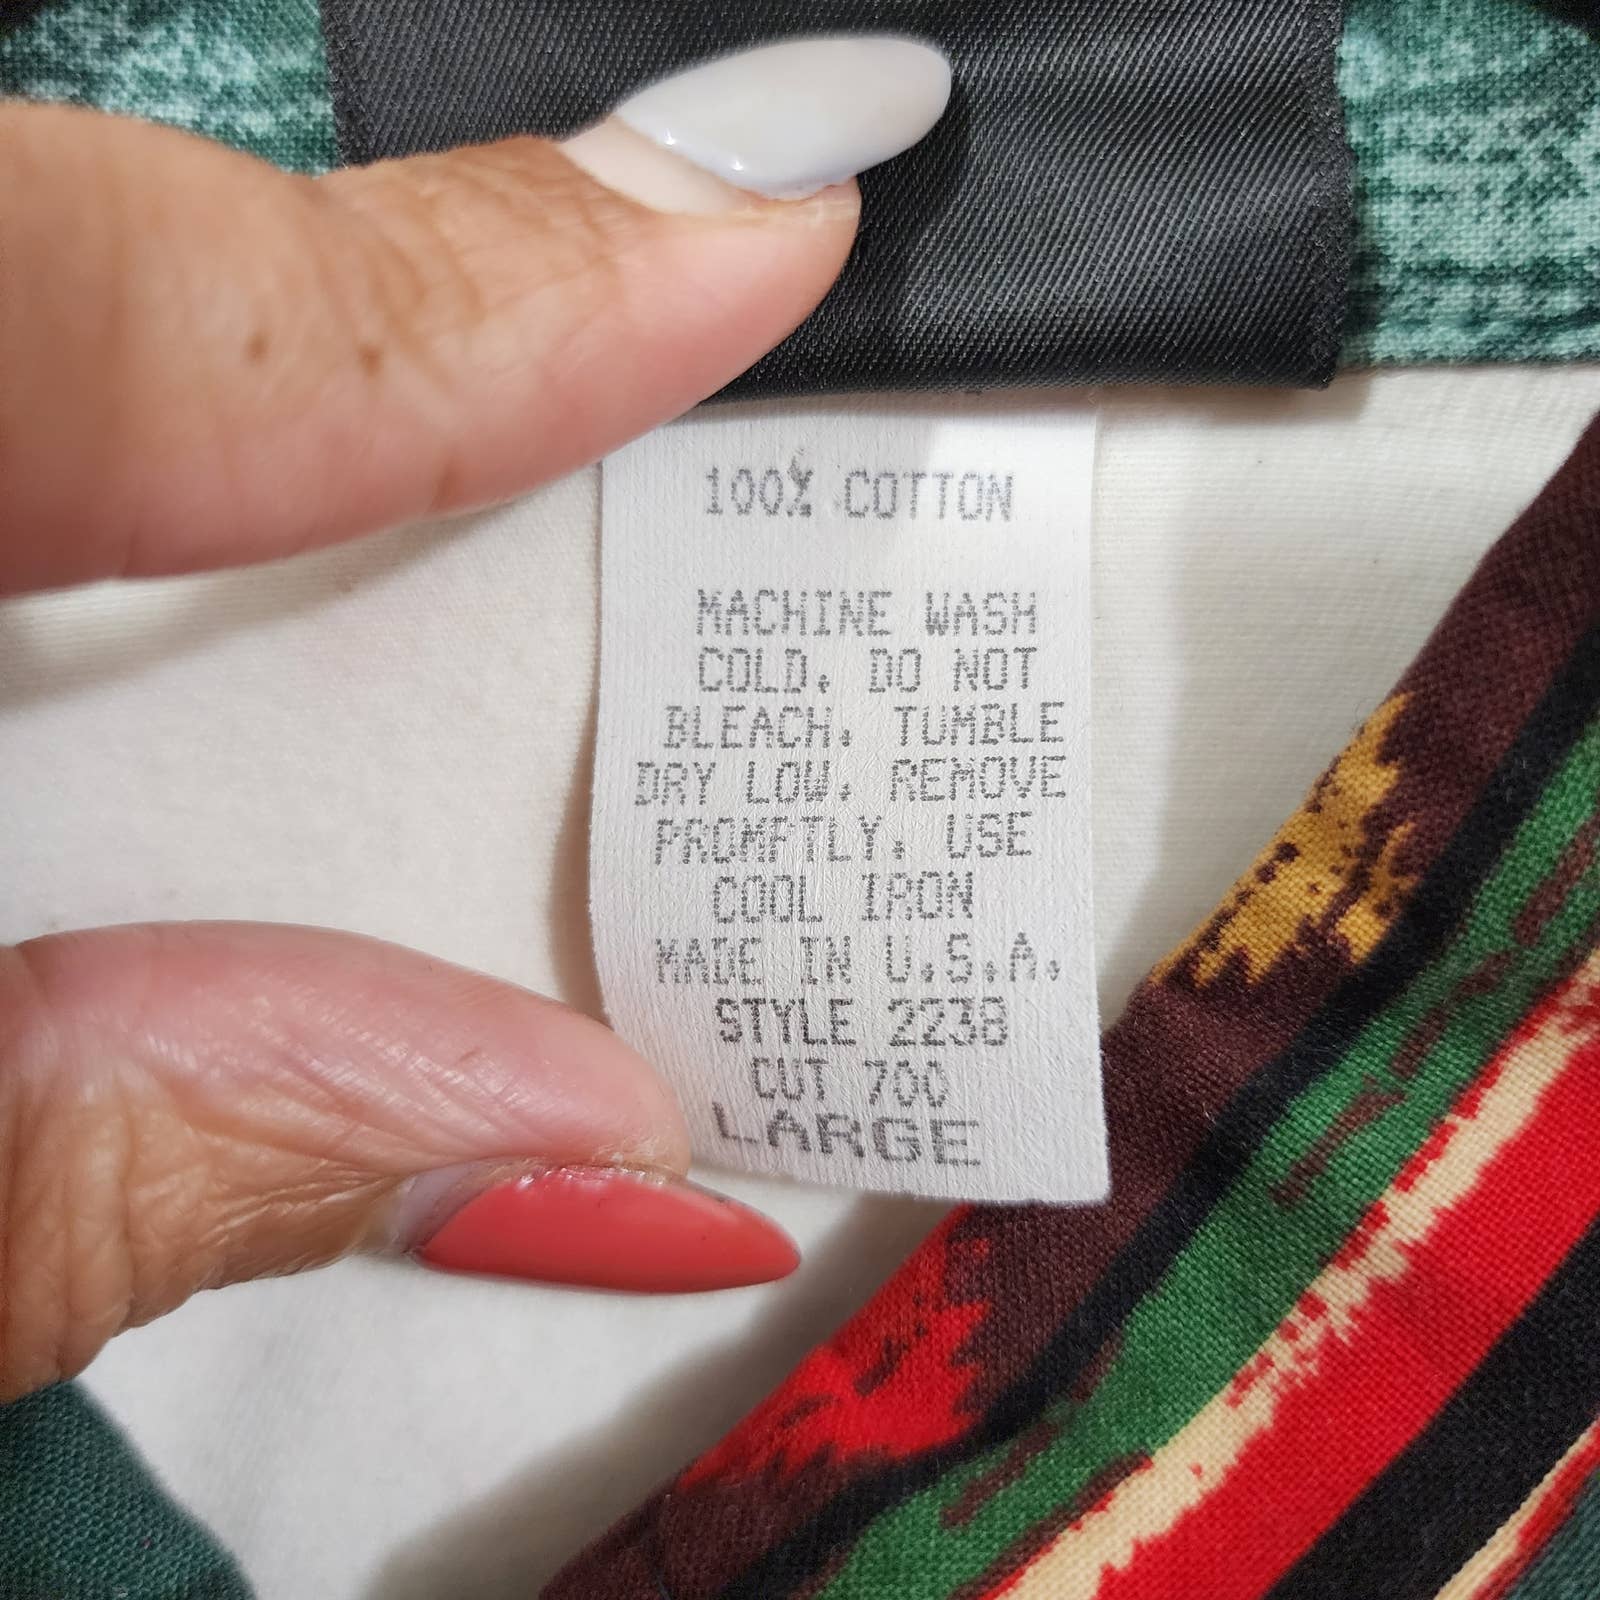 100% COTTON
MACHINE WASH
COLD. DO NOT
BLEACH. TUMBLE
DRY LOW. REMOVE
PROMPTLY. USE
COOL IRON
MADE IN U.S.A.
STYLE 2238
CUT 700
LARGE